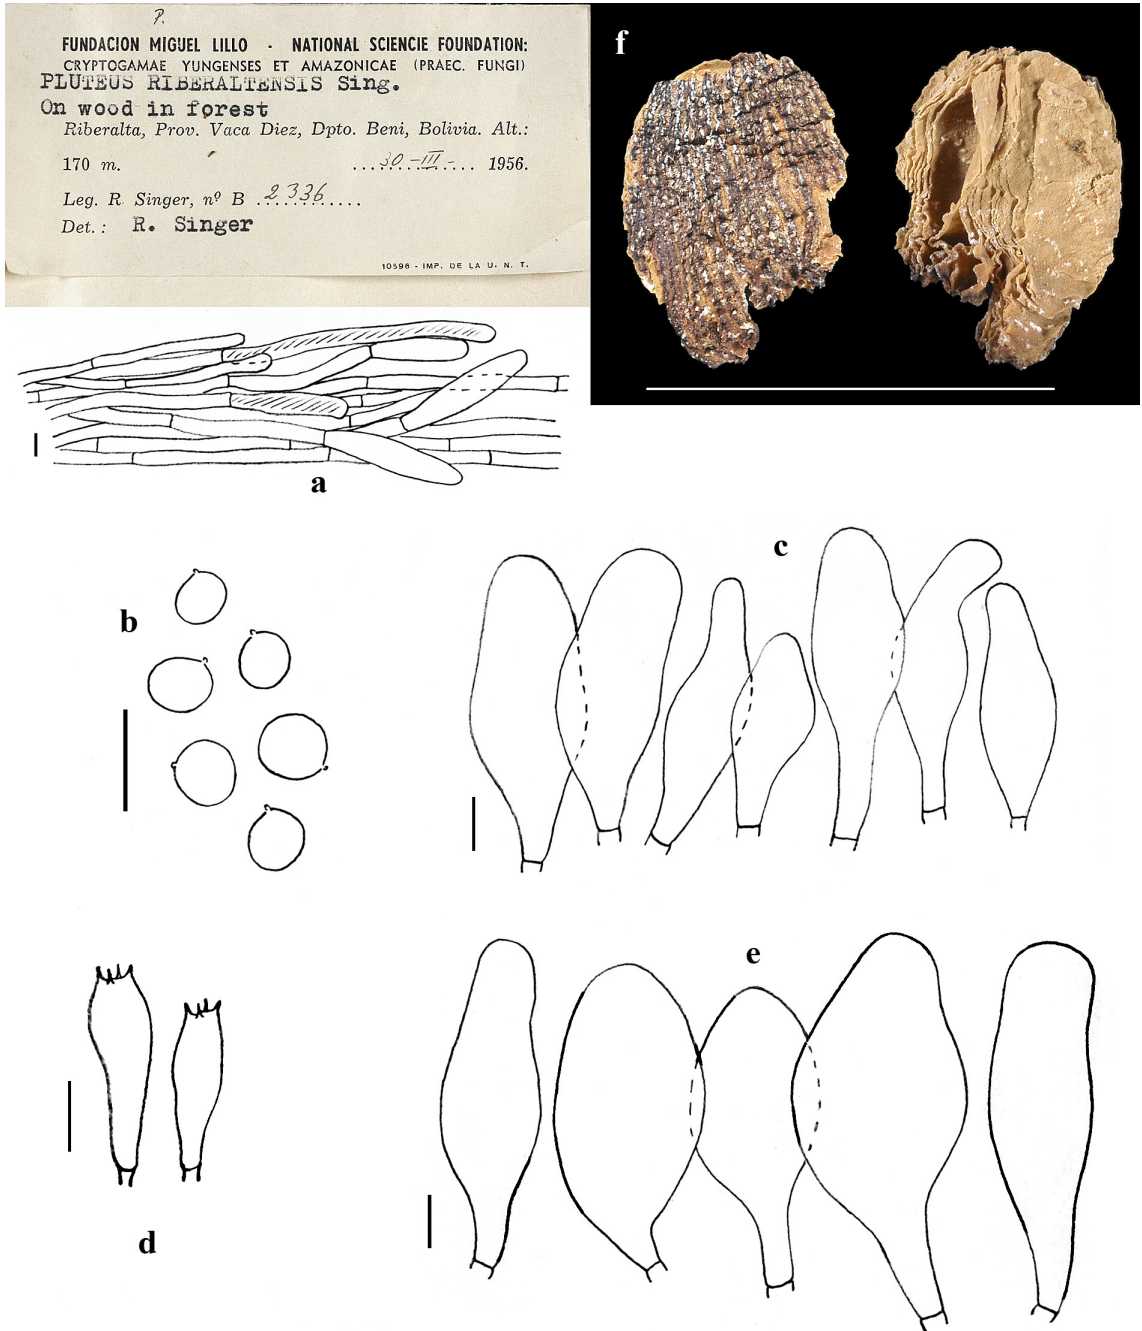 P.
FUNDACION MIGUEL LILLO - NATIONAL SCIENCIE FOUNDATION:
CRYPTOGAMAE YUNGENSES ET AMAZONICAE (PRAEC. FUNGI)
PLUTEUS RIBERALTENSIS Sing.
On wood in forest
Riberalta, Prov. Vaca Diez, Dpto. Beni, Bolivia. Alt.:
170 m. ....30-III-.... 1956.
Leg. R. Singer, nº B 2336
Det.: R. Singer
10596 - IMP. DE LA U. N. T.
f
a
b
c
d
e